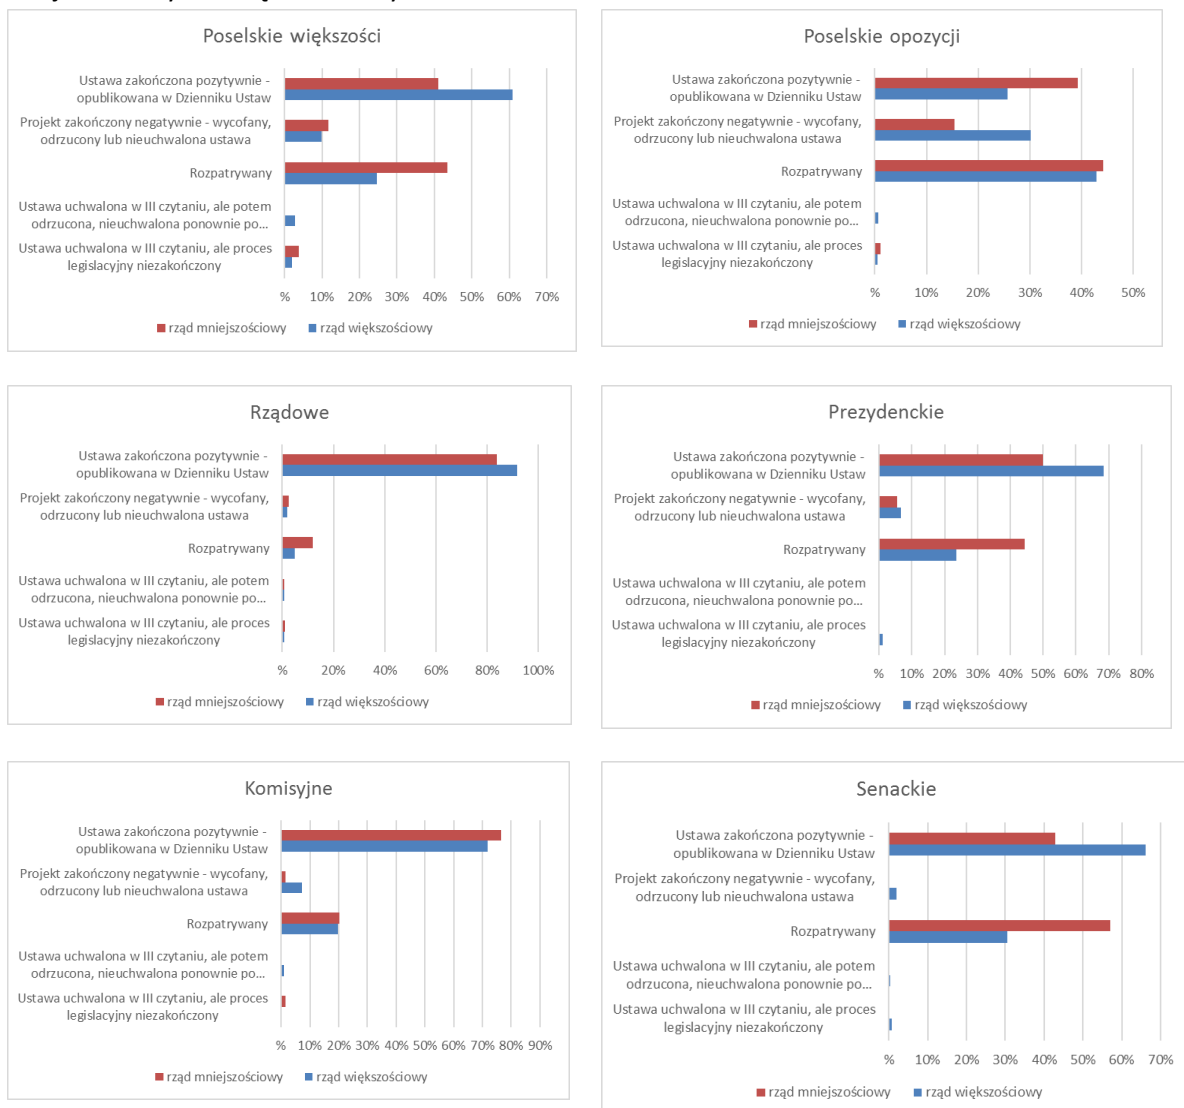 Poselskie większości
Ustawa zakończona pozytywnie -
opublikowana w Dzienniku Ustaw
Projekt zakończony negatywnie - wycofany,
odrzucony lub nieuchwalona ustawa
Rozpatrywany
Ustawa uchwalona w III czytaniu, ale potem
odrzucona, nieuchwalona ponownie po...
Ustawa uchwalona w III czytaniu, ale proces
legislacyjny niezakończony
% 10% 20% 30% 40% 50% 60% 70%
rząd mniejszościowy rząd większościowy
Poselskie opozycji
Ustawa zakończona pozytywnie -
opublikowana w Dzienniku Ustaw
Projekt zakończony negatywnie - wycofany,
odrzucony lub nieuchwalona ustawa
Rozpatrywany
Ustawa uchwalona w III czytaniu, ale potem
odrzucona, nieuchwalona ponownie po...
Ustawa uchwalona w III czytaniu, ale proces
legislacyjny niezakończony
% 10% 20% 30% 40% 50%
rząd mniejszościowy rząd większościowy
Rządowe
Ustawa zakończona pozytywnie -
opublikowana w Dzienniku Ustaw
Projekt zakończony negatywnie - wycofany,
odrzucony lub nieuchwalona ustawa
Rozpatrywany
Ustawa uchwalona w III czytaniu, ale potem
odrzucona, nieuchwalona ponownie po...
Ustawa uchwalona w III czytaniu, ale proces
legislacyjny niezakończony
% 20% 40% 60% 80% 100%
rząd mniejszościowy rząd większościowy
Prezydenckie
Ustawa zakończona pozytywnie -
opublikowana w Dzienniku Ustaw
Projekt zakończony negatywnie - wycofany,
odrzucony lub nieuchwalona ustawa
Rozpatrywany
Ustawa uchwalona w III czytaniu, ale potem
odrzucona, nieuchwalona ponownie po...
Ustawa uchwalona w III czytaniu, ale proces
legislacyjny niezakończony
% 10% 20% 30% 40% 50% 60% 70% 80%
rząd mniejszościowy rząd większościowy
Komisyjne
Ustawa zakończona pozytywnie -
opublikowana w Dzienniku Ustaw
Projekt zakończony negatywnie - wycofany,
odrzucony lub nieuchwalona ustawa
Rozpatrywany
Ustawa uchwalona w III czytaniu, ale potem
odrzucona, nieuchwalona ponownie po...
Ustawa uchwalona w III czytaniu, ale proces
legislacyjny niezakończony
% 10% 20% 30% 40% 50% 60% 70% 80% 90%
rząd mniejszościowy rząd większościowy
Senackie
Ustawa zakończona pozytywnie -
opublikowana w Dzienniku Ustaw
Projekt zakończony negatywnie - wycofany,
odrzucony lub nieuchwalona ustawa
Rozpatrywany
Ustawa uchwalona w III czytaniu, ale potem
odrzucona, nieuchwalona ponownie po...
Ustawa uchwalona w III czytaniu, ale proces
legislacyjny niezakończony
% 10% 20% 30% 40% 50% 60% 70%
rząd mniejszościowy rząd większościowy